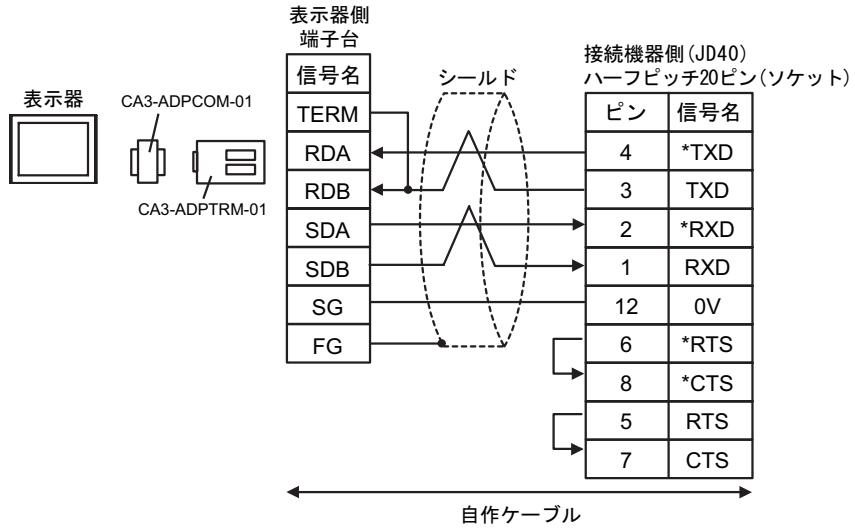 表示器
CA3-ADPCOM-01
CA3-ADPTRM-01
表示器側
端子台
信号名
TERM
RDA
RDB
SDA
SDB
SG
FG
シールド
接続機器側(JD40)
ハーフピッチ20ピン(ソケット)
ピン 信号名
4 *TXD
3 TXD
2 *RXD
1 RXD
12 0V
6 *RTS
8 *CTS
5 RTS
7 CTS
自作ケーブル